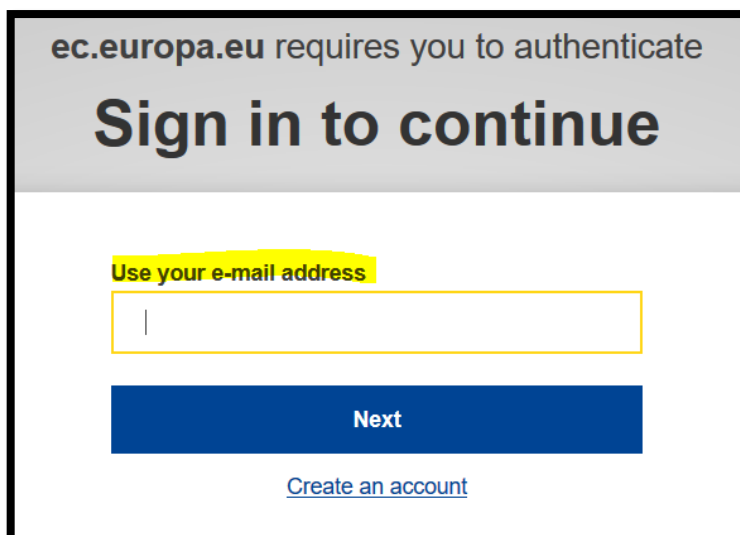 ec.europa.eu requires you to authenticate
Sign in to continue
Use your e-mail address
Next
Create an account